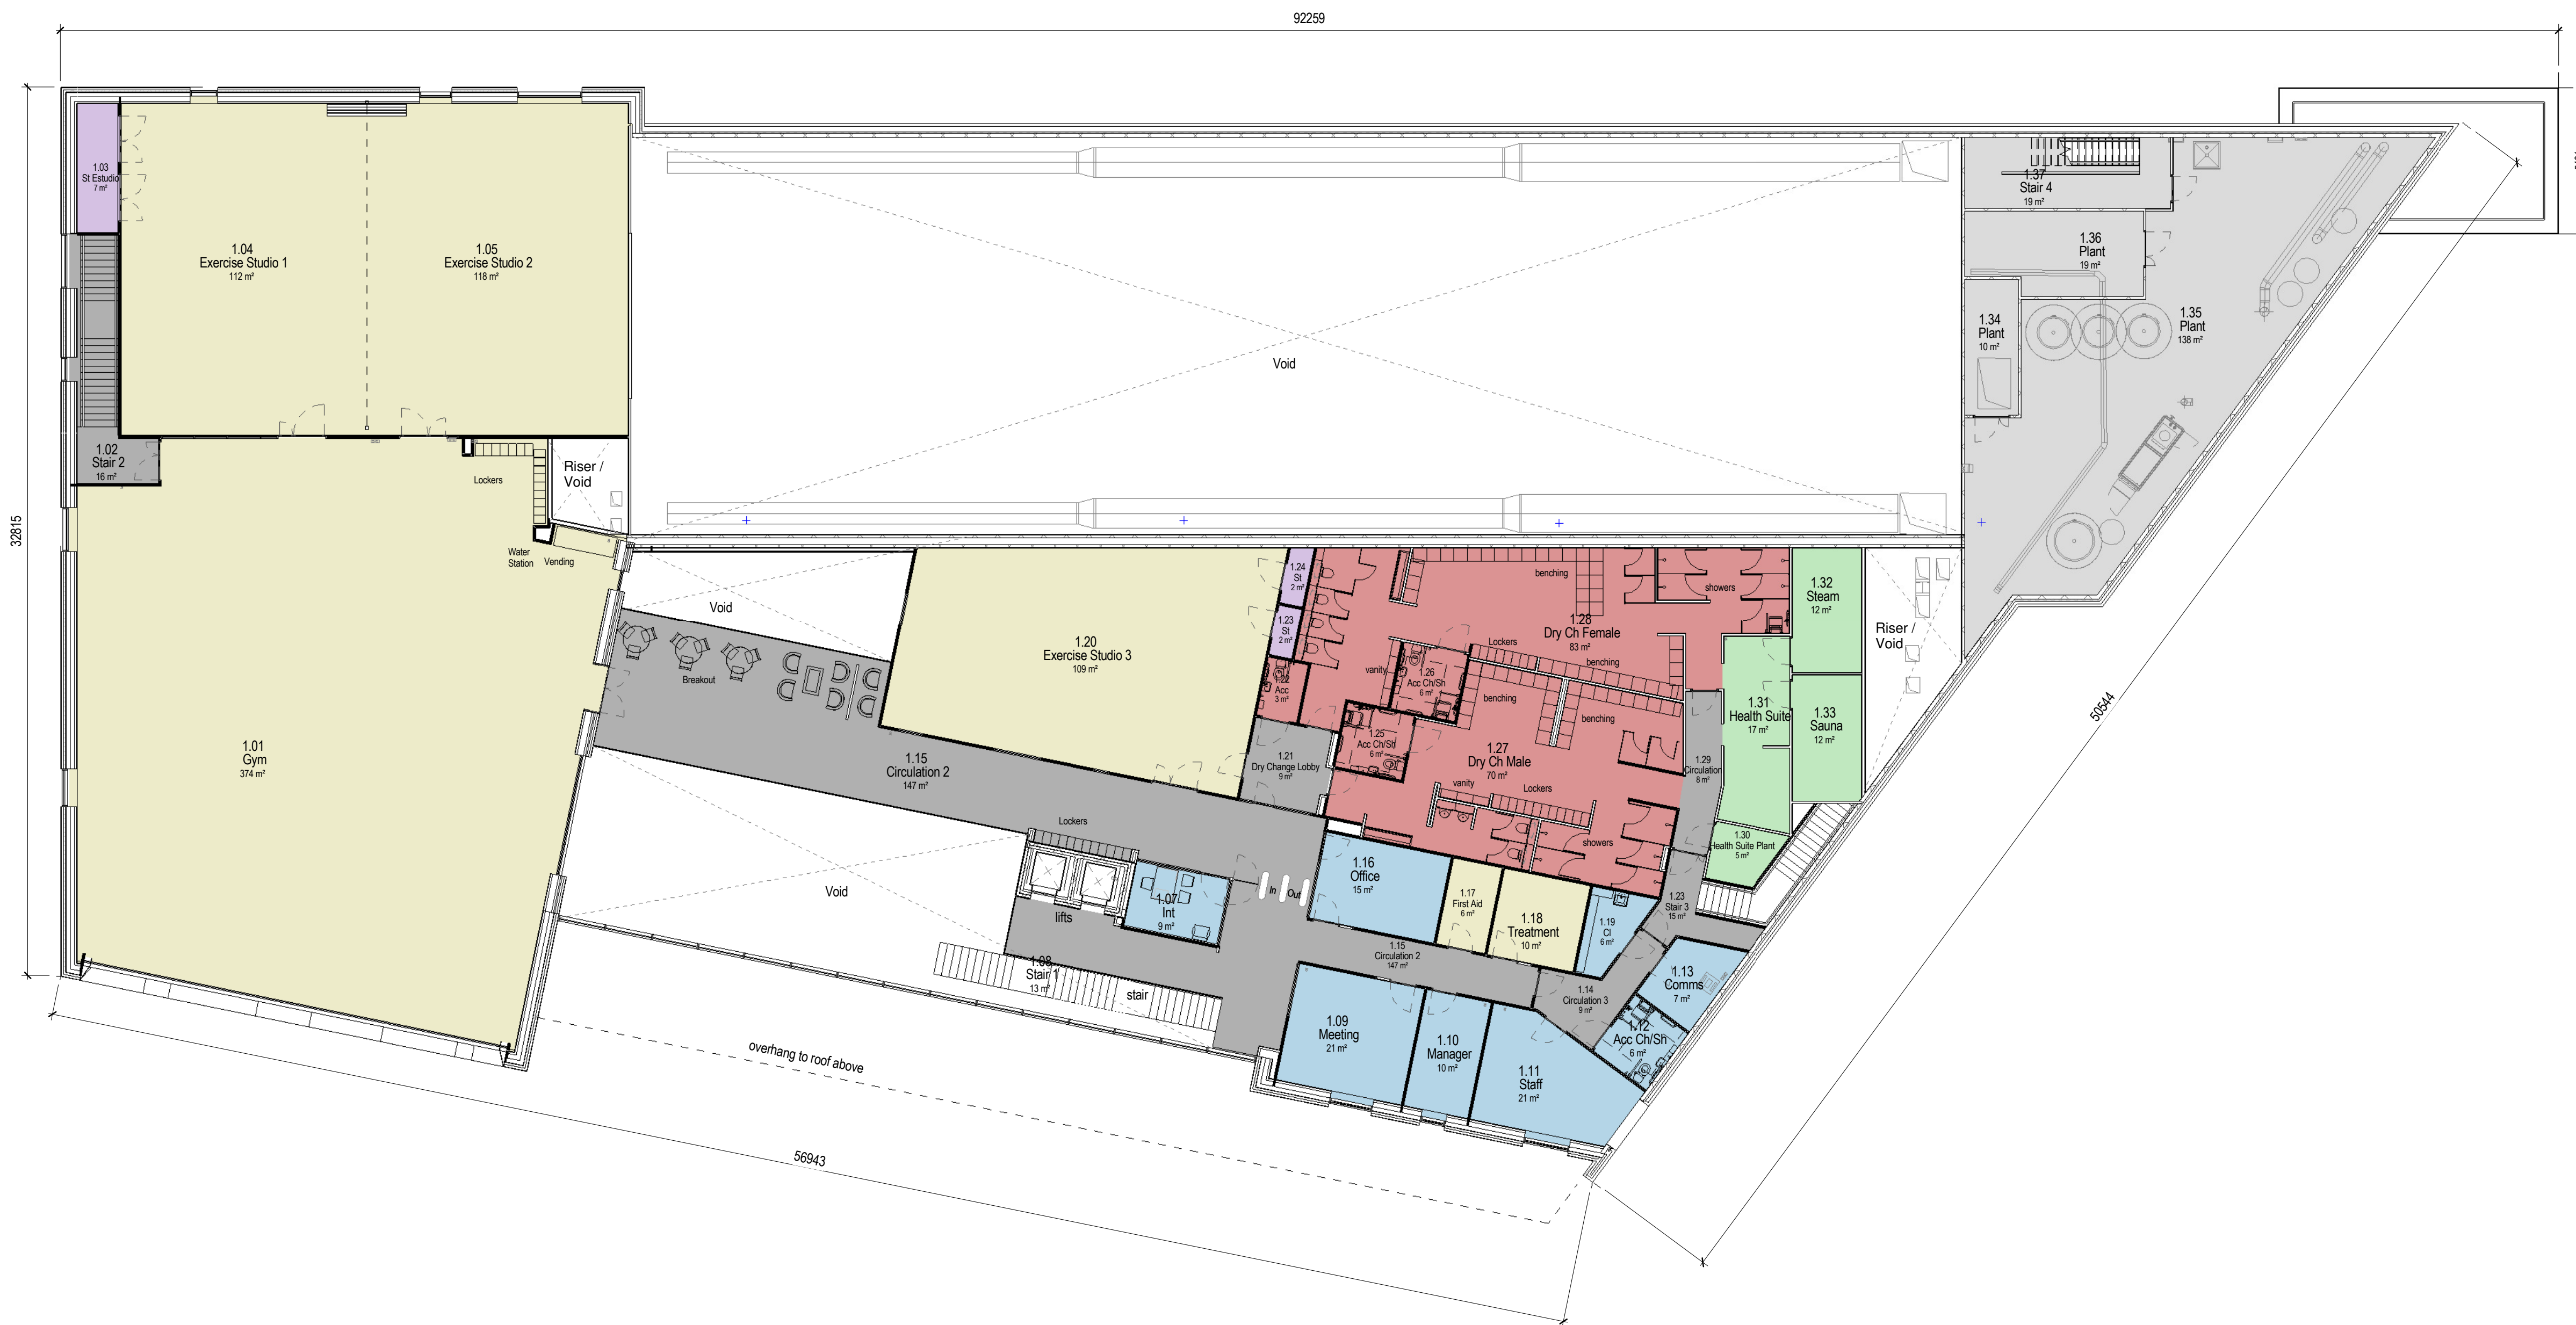 92259
32815
1.03
St Estudio
7 m²
1.04
Exercise Studio 1
112 m²
1.05
Exercise Studio 2
118 m²
1.37
Stair 4
19 m²
1.36
Plant
19 m²
1.34
Plant
10 m²
1.35
Plant
138 m²
Void
1.02
Stair 2
16 m²
Lockers
Riser /
Void
Water
Station
Vending
1.01
Gym
374 m²
Void
Breakout
1.15
Circulation 2
147 m²
1.20
Exercise Studio 3
109 m²
1.24
St
2 m²
1.23
St
2 m²
1.22
Acc
3 m²
1.21
Dry Change Lobby
9 m²
benching
showers
1.28
Dry Ch Female
83 m²
Lockers
benching
vanity
1.26
Acc Ch/Sh
6 m²
benching
benching
1.25
Acc Ch/Sh
6 m²
1.27
Dry Ch Male
70 m²
vanity
Lockers
showers
1.32
Steam
12 m²
1.31
Health Suite
17 m²
1.33
Sauna
12 m²
1.29
Circulation
8 m²
1.30
Health Suite Plant
5 m²
Riser /
Void
50544
Lockers
Void
lifts
1.07
Int
9 m²
In
Out
1.16
Office
15 m²
1.17
First Aid
6 m²
1.18
Treatment
10 m²
1.19
Cl
6 m²
1.23
Stair 3
15 m²
1.15
Circulation 2
147 m²
1.08
Stair 1
13 m²
stair
1.14
Circulation 3
9 m²
1.13
Comms
7 m²
1.12
Acc Ch/Sh
6 m²
1.09
Meeting
21 m²
1.10
Manager
10 m²
1.11
Staff
21 m²
overhang to roof above
56943